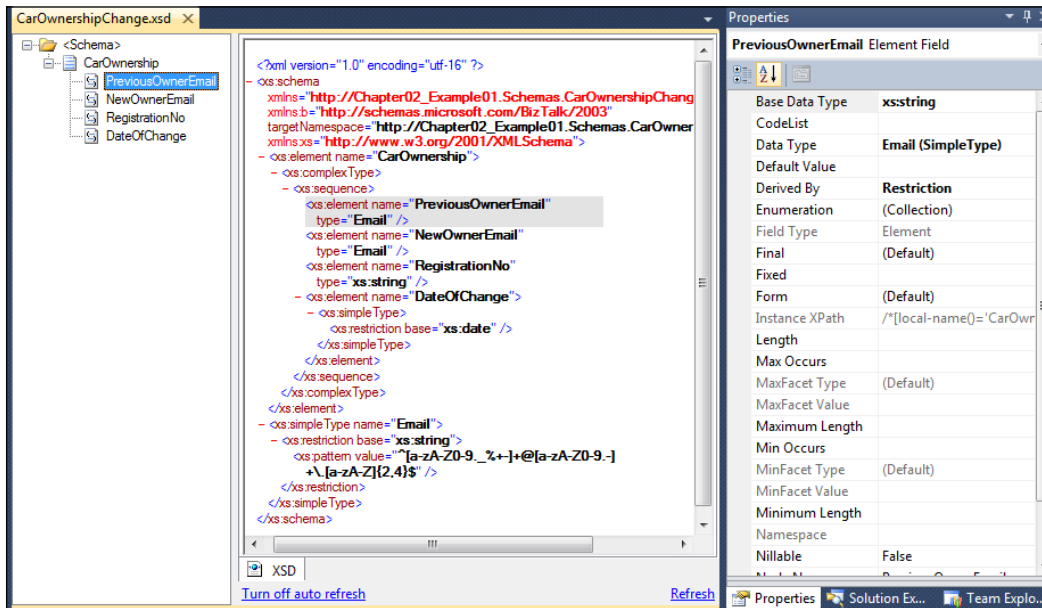 CarOwnershipChange.xsd
<Schema>
CarOwnership
PreviousOwnerEmail
NewOwnerEmail
RegistrationNo
DateOfChange
<?xml version="1.0" encoding="utf-16" ?>
– <xs:schema
xmlns="http://Chapter02_Example01.Schemas.CarOwnershipChang
xmlns:b="http://schemas.microsoft.com/BizTalk/2003"
targetNamespace="http://Chapter02_Example01.Schemas.CarOwner
xmlns:xs="http://www.w3.org/2001/XMLSchema">
– <xs:element name="CarOwnership">
– <xs:complexType>
– <xs:sequence>
<xs:element name="PreviousOwnerEmail"
type="Email" />
<xs:element name="NewOwnerEmail"
type="Email" />
<xs:element name="RegistrationNo"
type="xs:string" />
– <xs:element name="DateOfChange">
– <xs:simpleType>
<xs:restriction base="xs:date" />
</xs:simpleType>
</xs:element>
</xs:sequence>
</xs:complexType>
</xs:element>
– <xs:simpleType name="Email">
– <xs:restriction base="xs:string">
<xs:pattern value="^[a-zA-Z0-9._%+-]+@[a-zA-Z0-9.-]
+\.[a-zA-Z]{2,4}$" />
</xs:restriction>
</xs:simpleType>
</xs:schema>
XSD
Turn off auto refresh Refresh
Properties
PreviousOwnerEmail Element Field
Base Data Type xs:string
CodeList
Data Type Email (SimpleType)
Default Value
Derived By Restriction
Enumeration (Collection)
Field Type Element
Final (Default)
Fixed
Form (Default)
Instance XPath /*[local-name()='CarOwr
Length
Max Occurs
MaxFacet Type (Default)
MaxFacet Value
Maximum Length
Min Occurs
MinFacet Type (Default)
MinFacet Value
Minimum Length
Namespace
Nillable False
Properties Solution Ex... Team Explo...